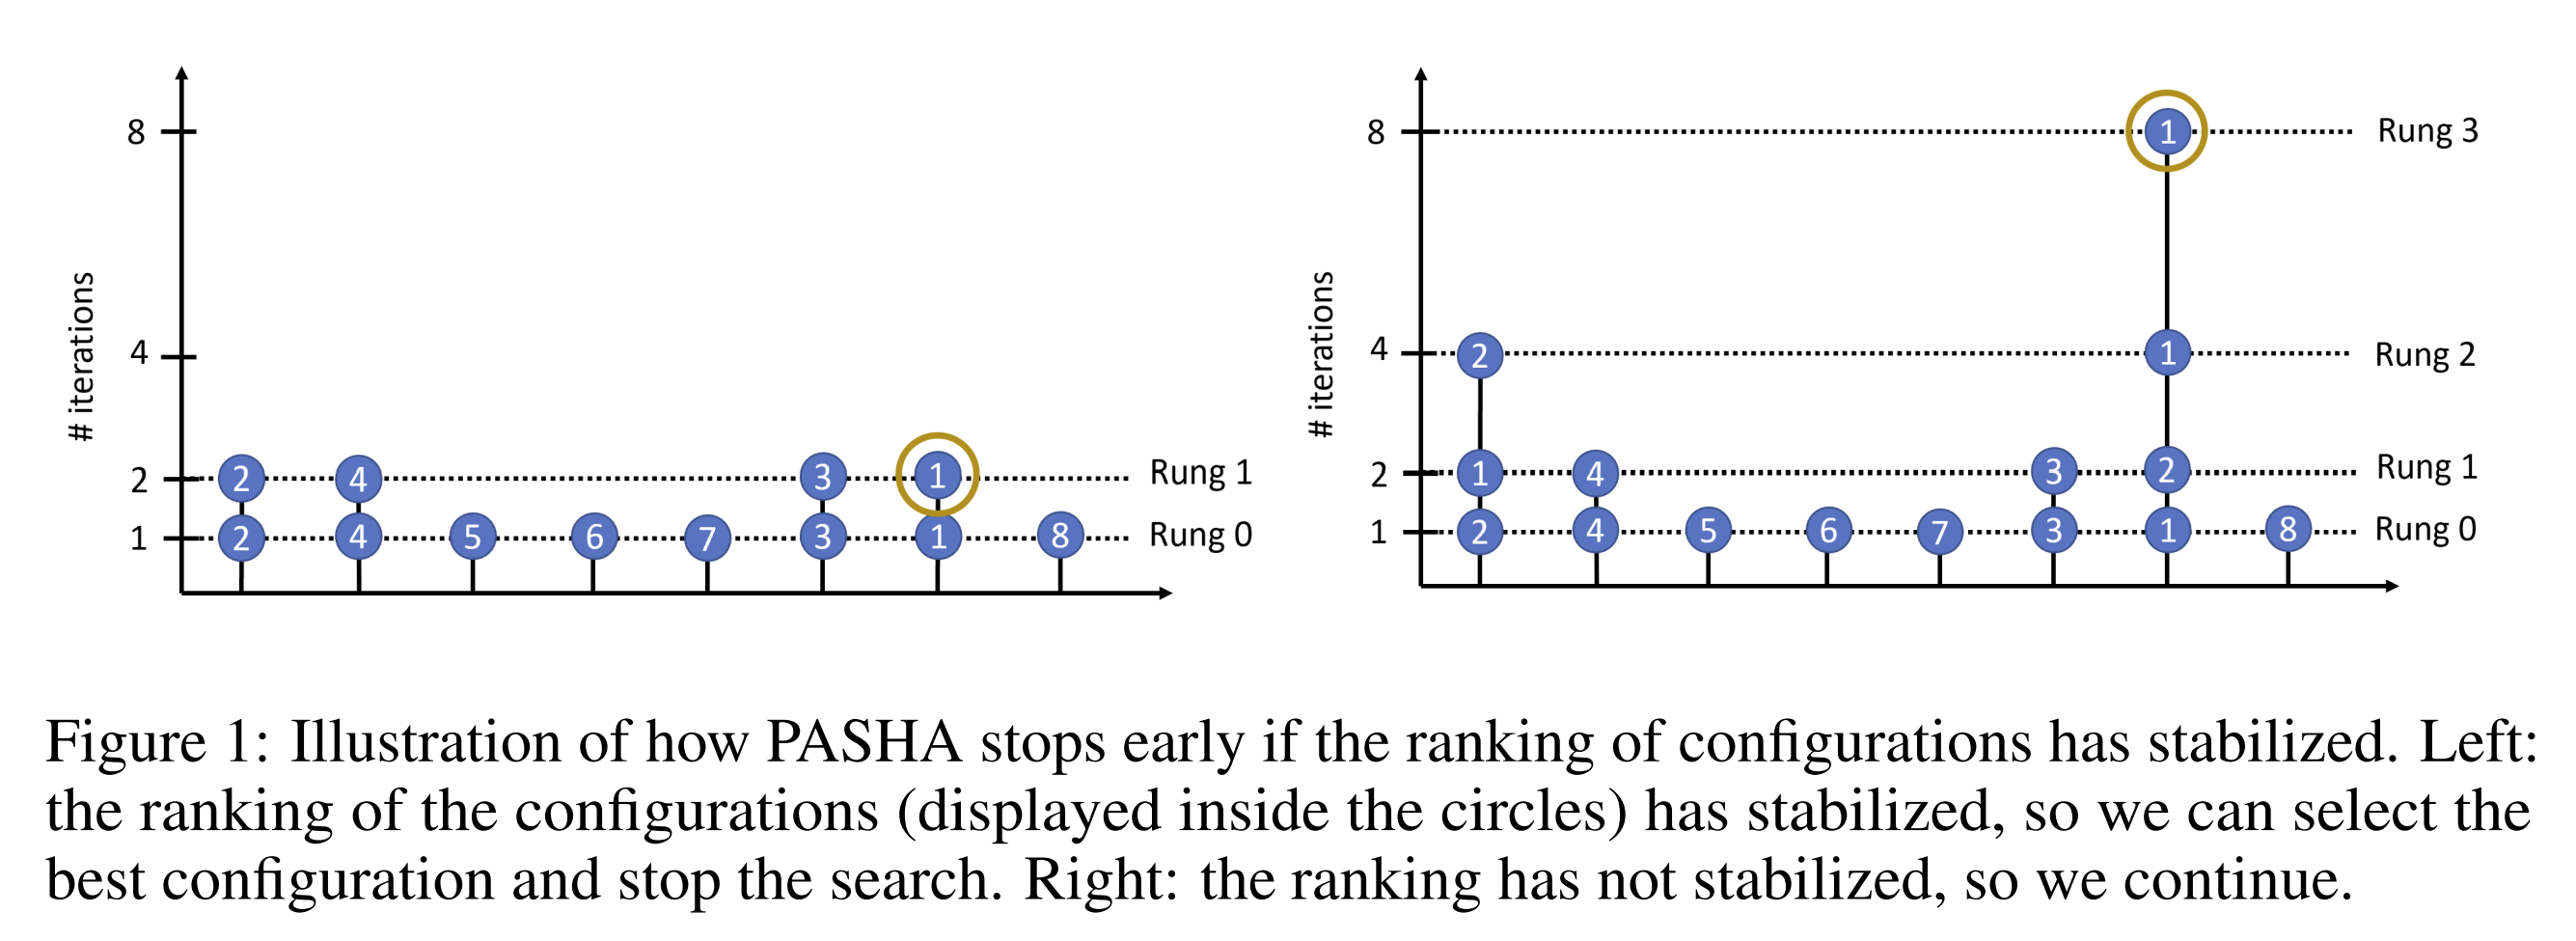 # iterations
8
4
2
2 4 3 1 Rung 1
1
2 4 5 6 7 3 1 8 Rung 0
# iterations
8
1 Rung 3
4
2 1 Rung 2
2
1 4 3 2 Rung 1
1
2 4 5 6 7 3 1 8 Rung 0
Figure 1: Illustration of how PASHA stops early if the ranking of configurations has stabilized. Left:
the ranking of the configurations (displayed inside the circles) has stabilized, so we can select the
best configuration and stop the search. Right: the ranking has not stabilized, so we continue.